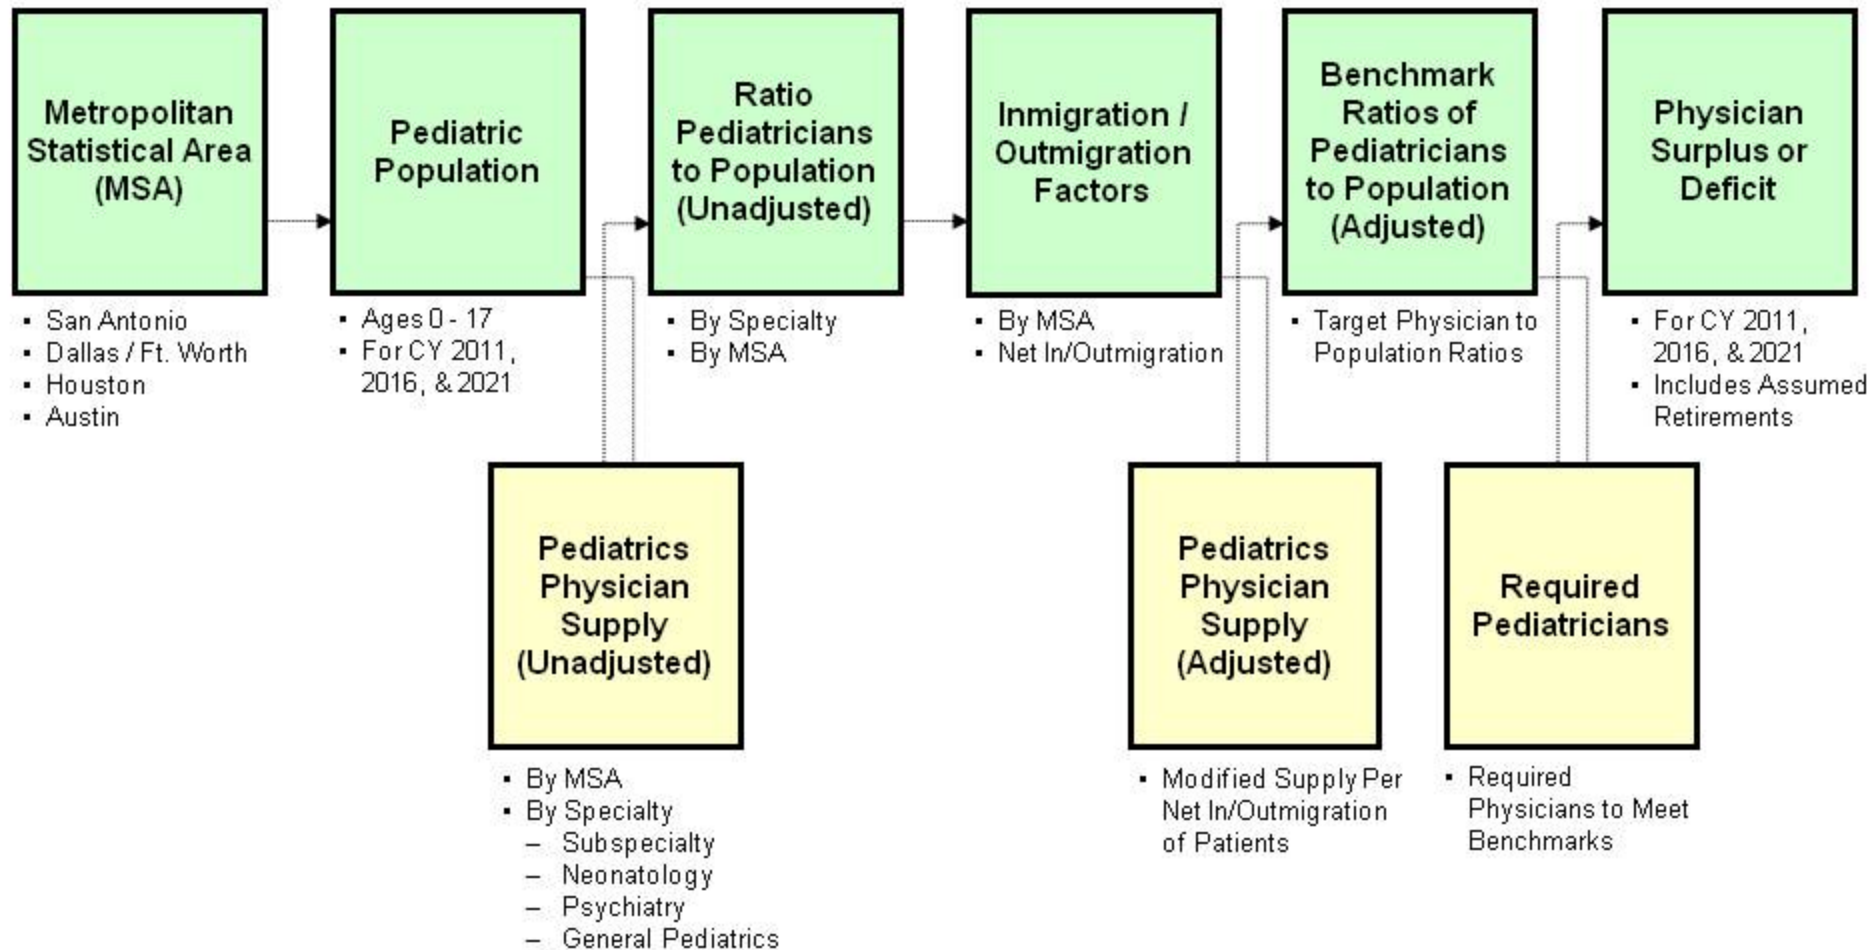 Metropolitan
Statistical Area
(MSA)
▪ San Antonio
▪ Dallas / Ft. Worth
▪ Houston
▪ Austin
Pediatric
Population
▪ Ages 0 - 17
▪ For CY 2011,
2016, & 2021
Pediatrics
Physician
Supply
(Unadjusted)
▪ By MSA
▪ By Specialty
– Subspecialty
– Neonatology
– Psychiatry
– General Pediatrics
Ratio
Pediatricians
to Population
(Unadjusted)
▪ By Specialty
▪ By MSA
Inmigration /
Outmigration
Factors
▪ By MSA
▪ Net In/Outmigration
Pediatrics
Physician
Supply
(Adjusted)
▪ Modified Supply Per
Net In/Outmigration
of Patients
Benchmark
Ratios of
Pediatricians
to Population
(Adjusted)
▪ Target Physician to
Population Ratios
Required
Pediatricians
▪ Required
Physicians to Meet
Benchmarks
Physician
Surplus or
Deficit
▪ For CY 2011,
2016, & 2021
▪ Includes Assumed
Retirements